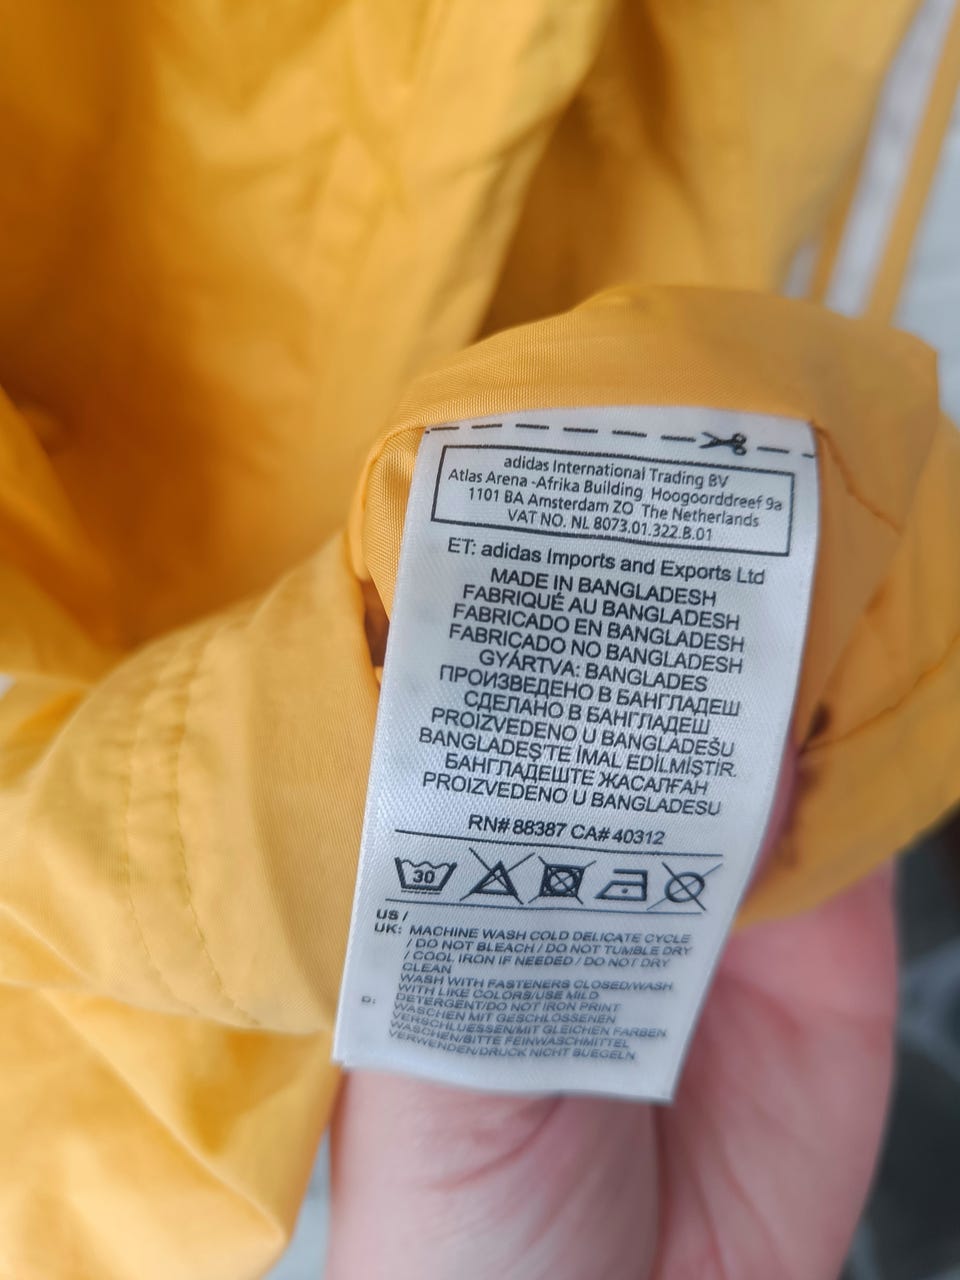 adidas International Trading BV
Atlas Arena -Afrika Building Hoogoorddreef 9a
1101 BA Amsterdam ZO The Netherlands
VAT NO. NL 8073.01.322.B.01
ET: adidas Imports and Exports Ltd
MADE IN BANGLADESH
FABRIQUÉ AU BANGLADESH
FABRICADO EN BANGLADESH
FABRICADO NO BANGLADESH
GYÁRTVA: BANGLADES
ПРОИЗВЕДЕНО В БАНГЛАДЕШ
СДЕЛАНО В БАНГЛАДЕШ
PROIZVEDENO U BANGLADEŠU
BANGLADEŞ'TE İMAL EDİLMİŞTİR.
БАНГЛАДЕШТЕ ЖАСАЛҒАН
PROIZVEDENO U BANGLADESU
RN# 88387 CA# 40312
30
US /
UK: MACHINE WASH COLD DELICATE CYCLE
/ DO NOT BLEACH / DO NOT TUMBLE DRY
/ COOL IRON IF NEEDED / DO NOT DRY
CLEAN
WASH WITH FASTENERS CLOSED/WASH
WITH LIKE COLORS/USE MILD
DETERGENT/DO NOT IRON PRINT
D: WASCHEN MIT GESCHLOSSENEN
VERSCHLUESSEN/MIT GLEICHEN FARBEN
WASCHEN/BITTE FEINWASCHMITTEL
VERWENDEN/DRUCK NICHT BUEGELN